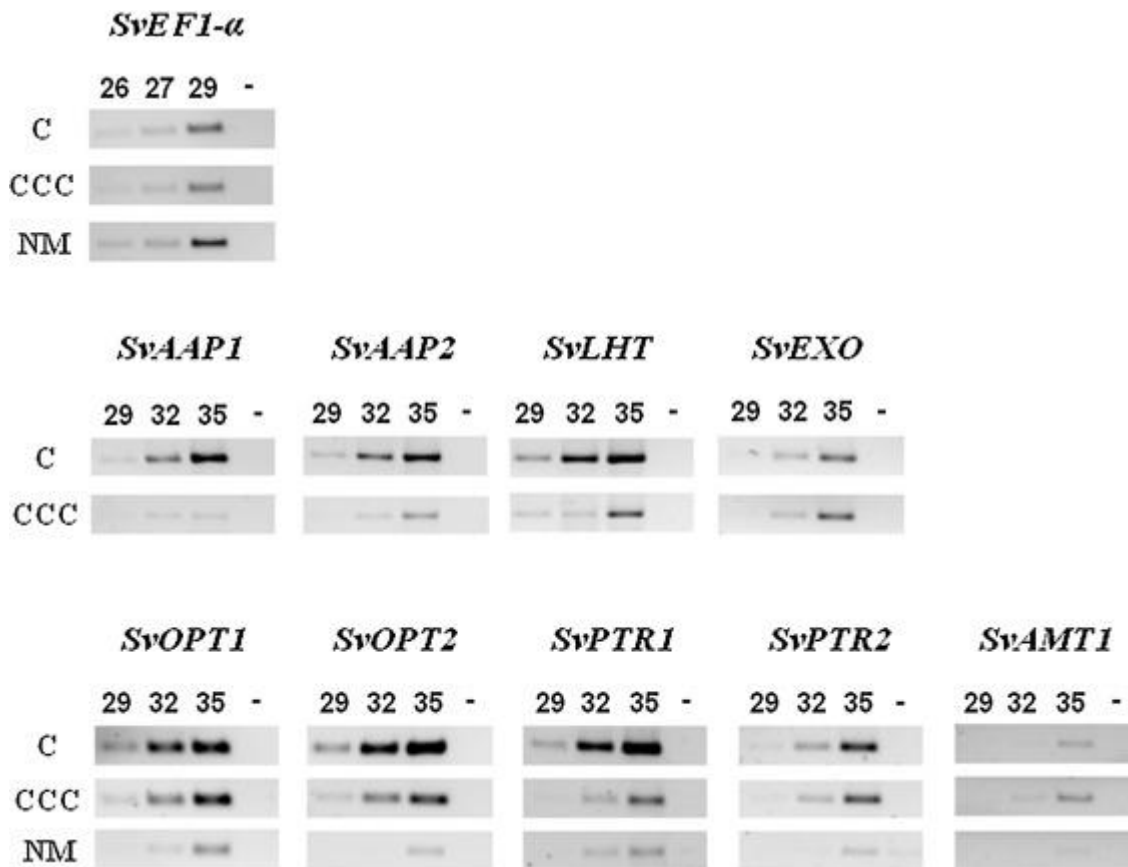 SvEF1-α
26 27 29 -
C
CCC
NM
SvAAP1 SvAAP2 SvLHT SvEXO
29 32 35 - 29 32 35 - 29 32 35 - 29 32 35 -
C
CCC
SvOPT1 SvOPT2 SvPTR1 SvPTR2 SvAMT1
29 32 35 - 29 32 35 - 29 32 35 - 29 32 35 - 29 32 35 -
C
CCC
NM